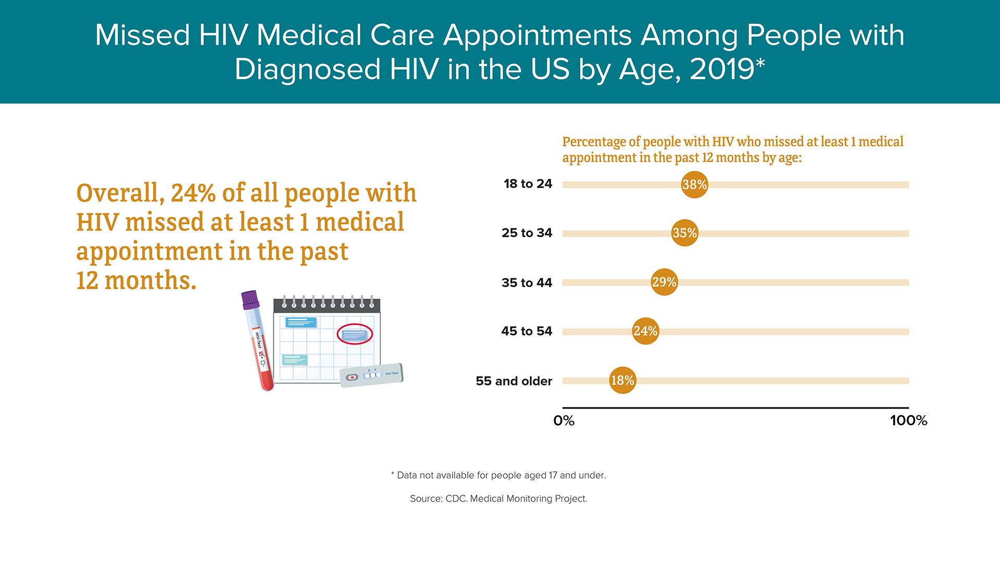 Missed HIV Medical Care Appointments Among People with
Diagnosed HIV in the US by Age, 2019*
Overall, 24% of all people with
HIV missed at least 1 medical
appointment in the past
12 months.
HIV-Test
+
-
C T
HIV-Test
Percentage of people with HIV who missed at least 1 medical
appointment in the past 12 months by age:
18 to 24 38%
25 to 34 35%
35 to 44 29%
45 to 54 24%
55 and older 18%
0% 100%
* Data not available for people aged 17 and under.
Source: CDC. Medical Monitoring Project.